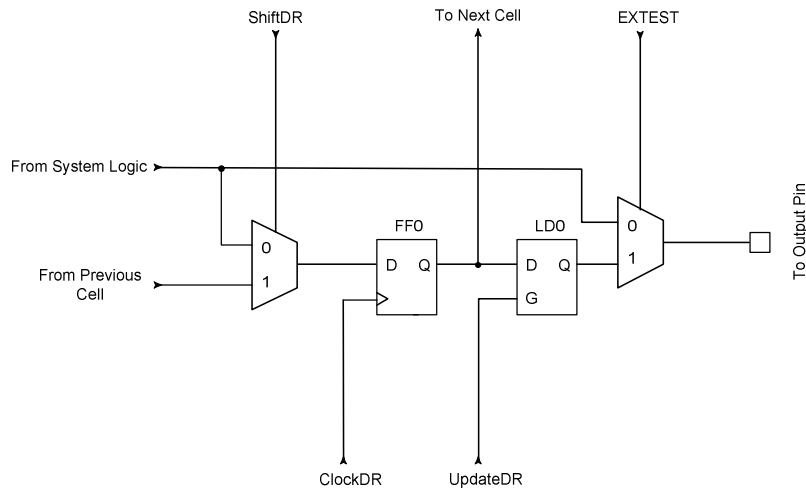 ShiftDR
To Next Cell
EXTEST
From System Logic
To Output Pin
FF0
LD0
0
0
D Q
D Q
1
From Previous
Cell
1
G
ClockDR
UpdateDR